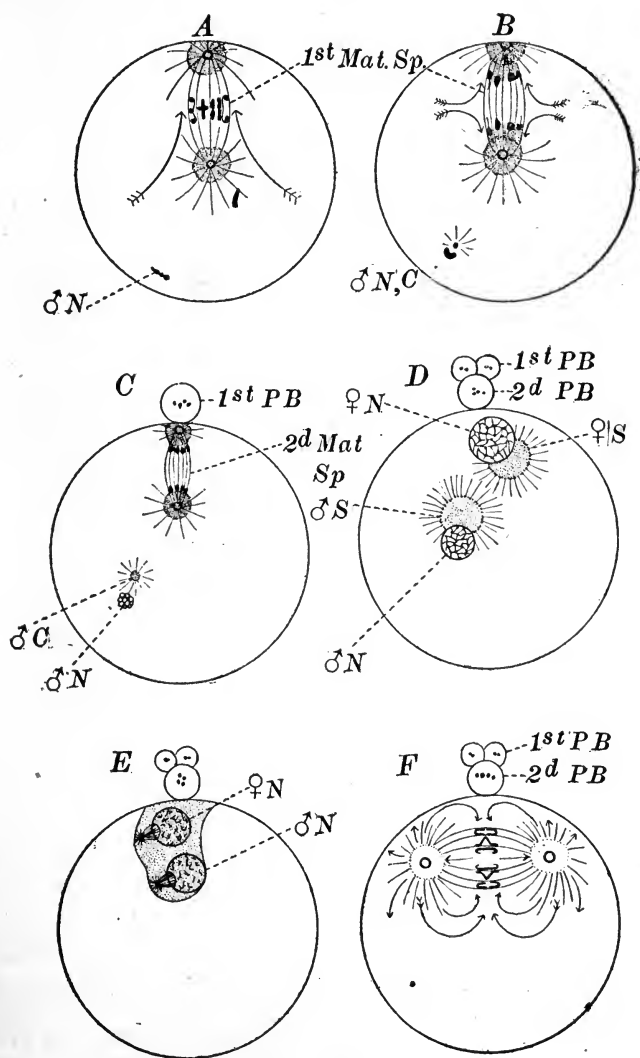 A
B
1st Mat. Sp.
♂N
♂N, C
C
1st PB
2d Mat
Sp
♂C
♂N
D
1st PB
2d PB
♀N
♀S
♂S
♂N
E
♀N
♂N
F
1st PB
2d PB